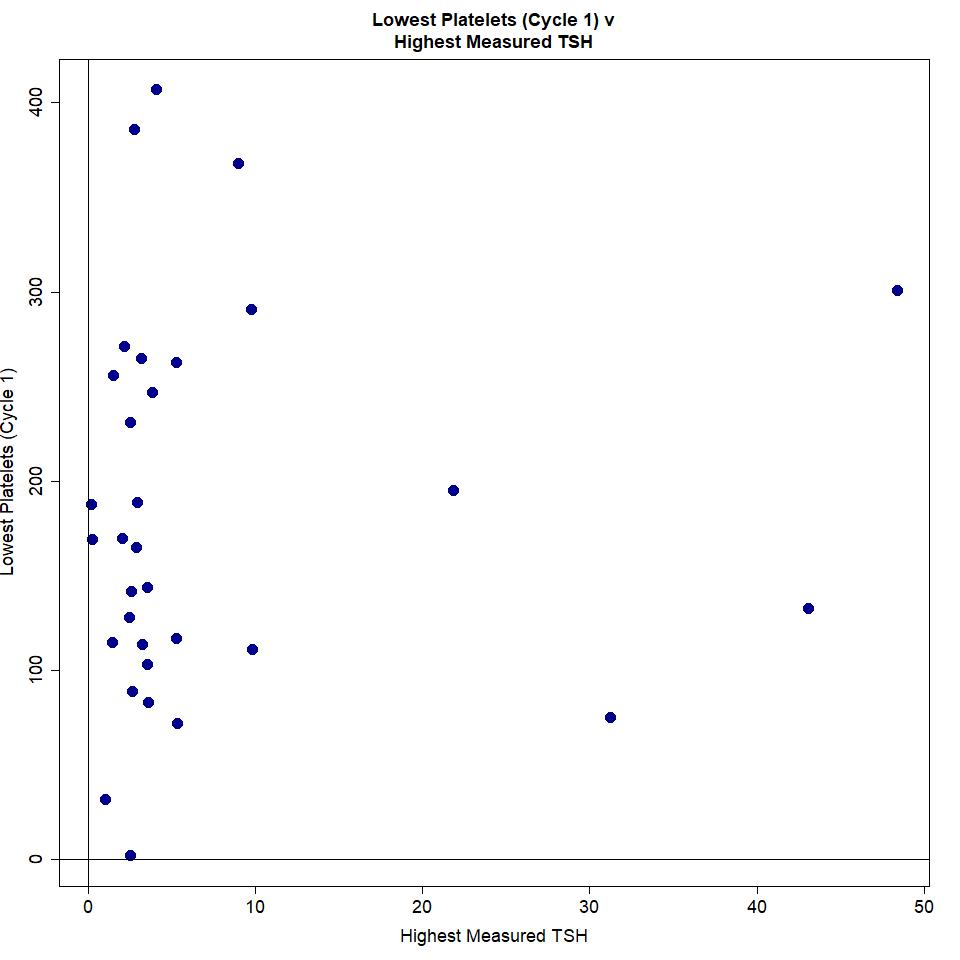 Lowest Platelets (Cycle 1) v
Highest Measured TSH
Lowest Platelets (Cycle 1)
400
300
200
100
0
0 10 20 30 40 50
Highest Measured TSH